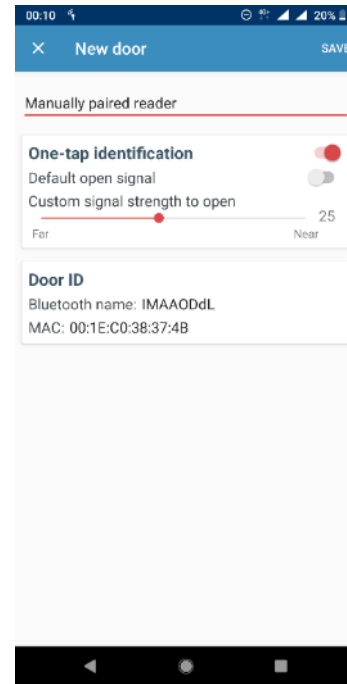 00:10 20%
New door SAVE
Manually paired reader
One-tap identification
Default open signal
Custom signal strength to open
25
Far Near
Door ID
Bluetooth name: IMAAODdL
MAC: 00:1E:C0:38:37:4B